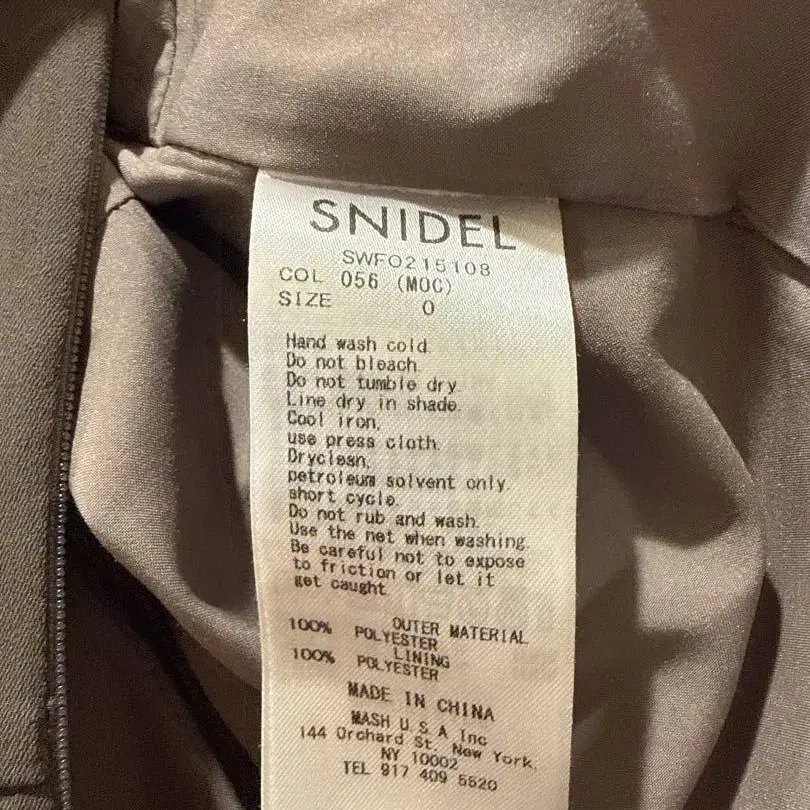 SNIDEL
SWFO215108
COL 056 (MOC)
SIZE 0
Hand wash cold.
Do not bleach.
Do not tumble dry.
Line dry in shade.
Cool iron,
use press cloth.
Dryclean,
petroleum solvent only.
short cycle.
Do not rub and wash.
Use the net when washing.
Be careful not to expose
to friction or let it
get caught.
OUTER MATERIAL
100% POLYESTER
LINING
100% POLYESTER
MADE IN CHINA
MASH U.S.A Inc
144 Orchard St. New York,
NY 10002
TEL 917 409 5520